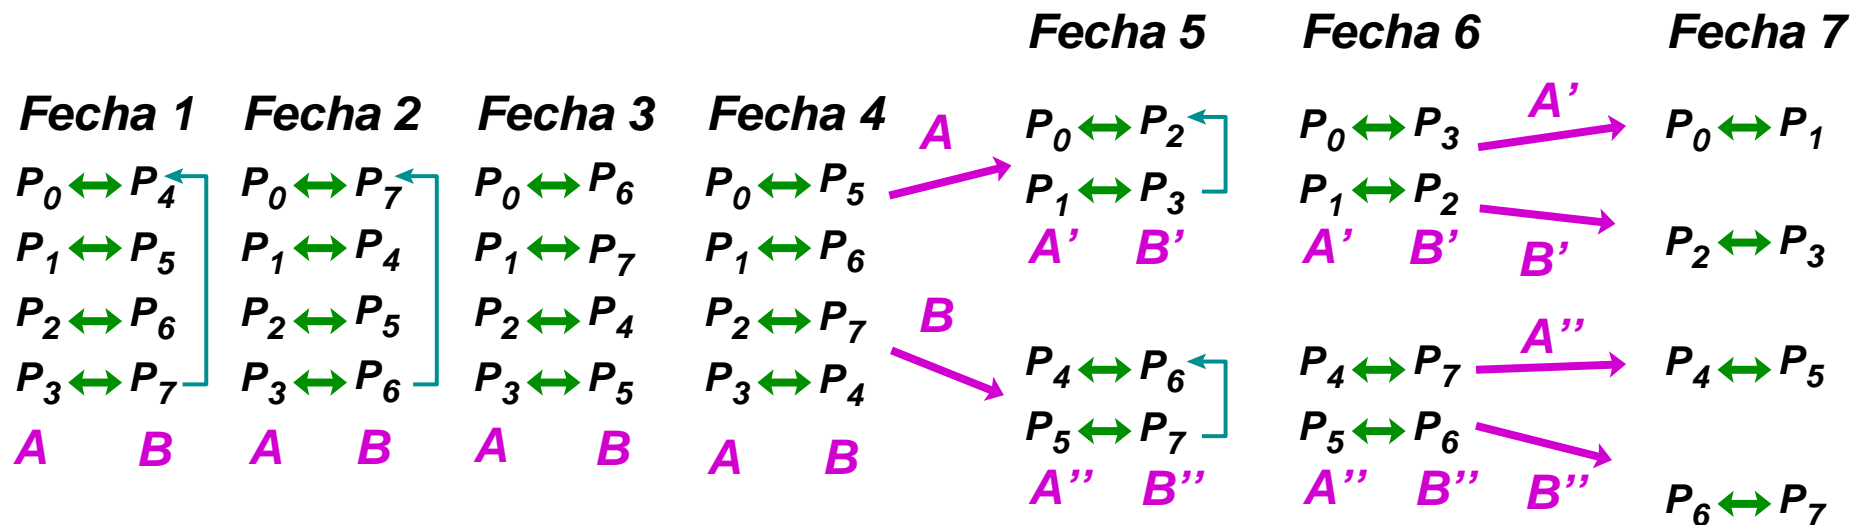 Fecha 1
P0 P4
P1 P5
P2 P6
P3 P7
A B
Fecha 2
P0 P7
P1 P4
P2 P5
P3 P6
A B
Fecha 3
P0 P6
P1 P7
P2 P4
P3 P5
A B
Fecha 4
P0 P5
P1 P6
P2 P7
P3 P4
A B
A
B
Fecha 5
P0 P2
P1 P3
A’ B’
P4 P6
P5 P7
A’’ B’’
Fecha 6
P0 P3
P1 P2
A’ B’
P4 P7
P5 P6
A’’ B’’
A’
B’
A’’
B’’
Fecha 7
P0 P1
P2 P3
P4 P5
P6 P7